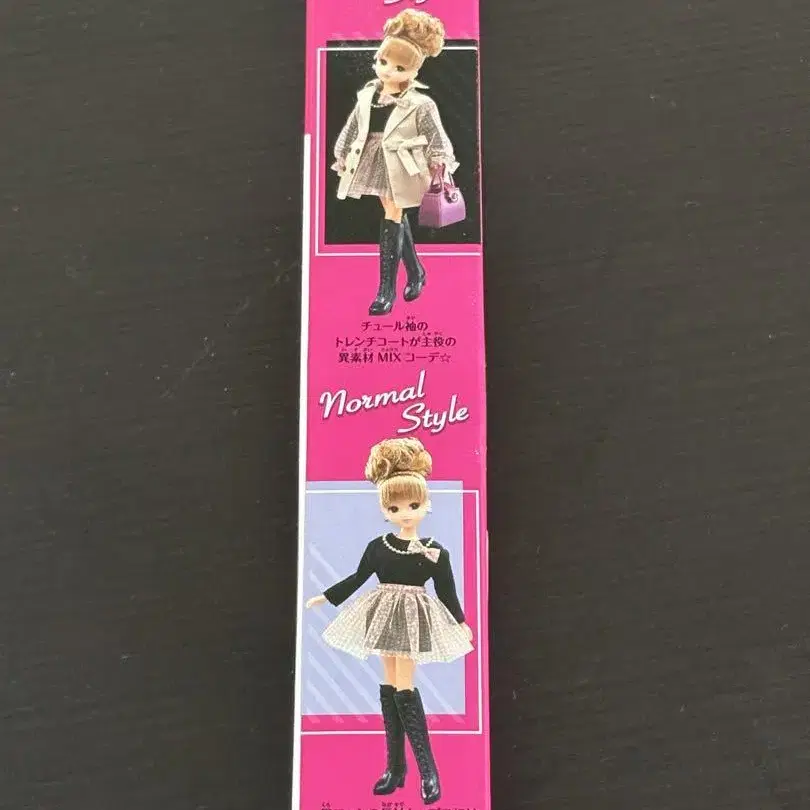 チュール袖の
トレンチコートが主役の
異素材MIXコーデ☆
Normal
Style